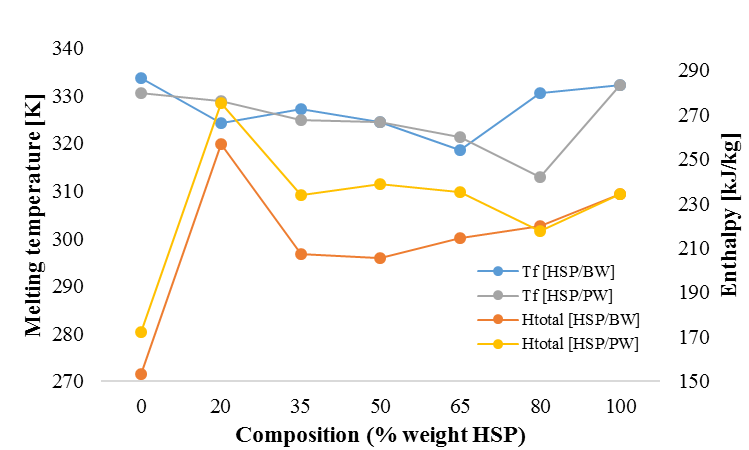 340
330
320
310
300
290
280
270
Melting temperature [K]
290
270
250
230
210
190
170
150
Enthalpy [kJ/kg]
Tf [HSP/BW]
Tf [HSP/PW]
Htotal [HSP/BW]
Htotal [HSP/PW]
0 20 35 50 65 80 100
Composition (% weight HSP)